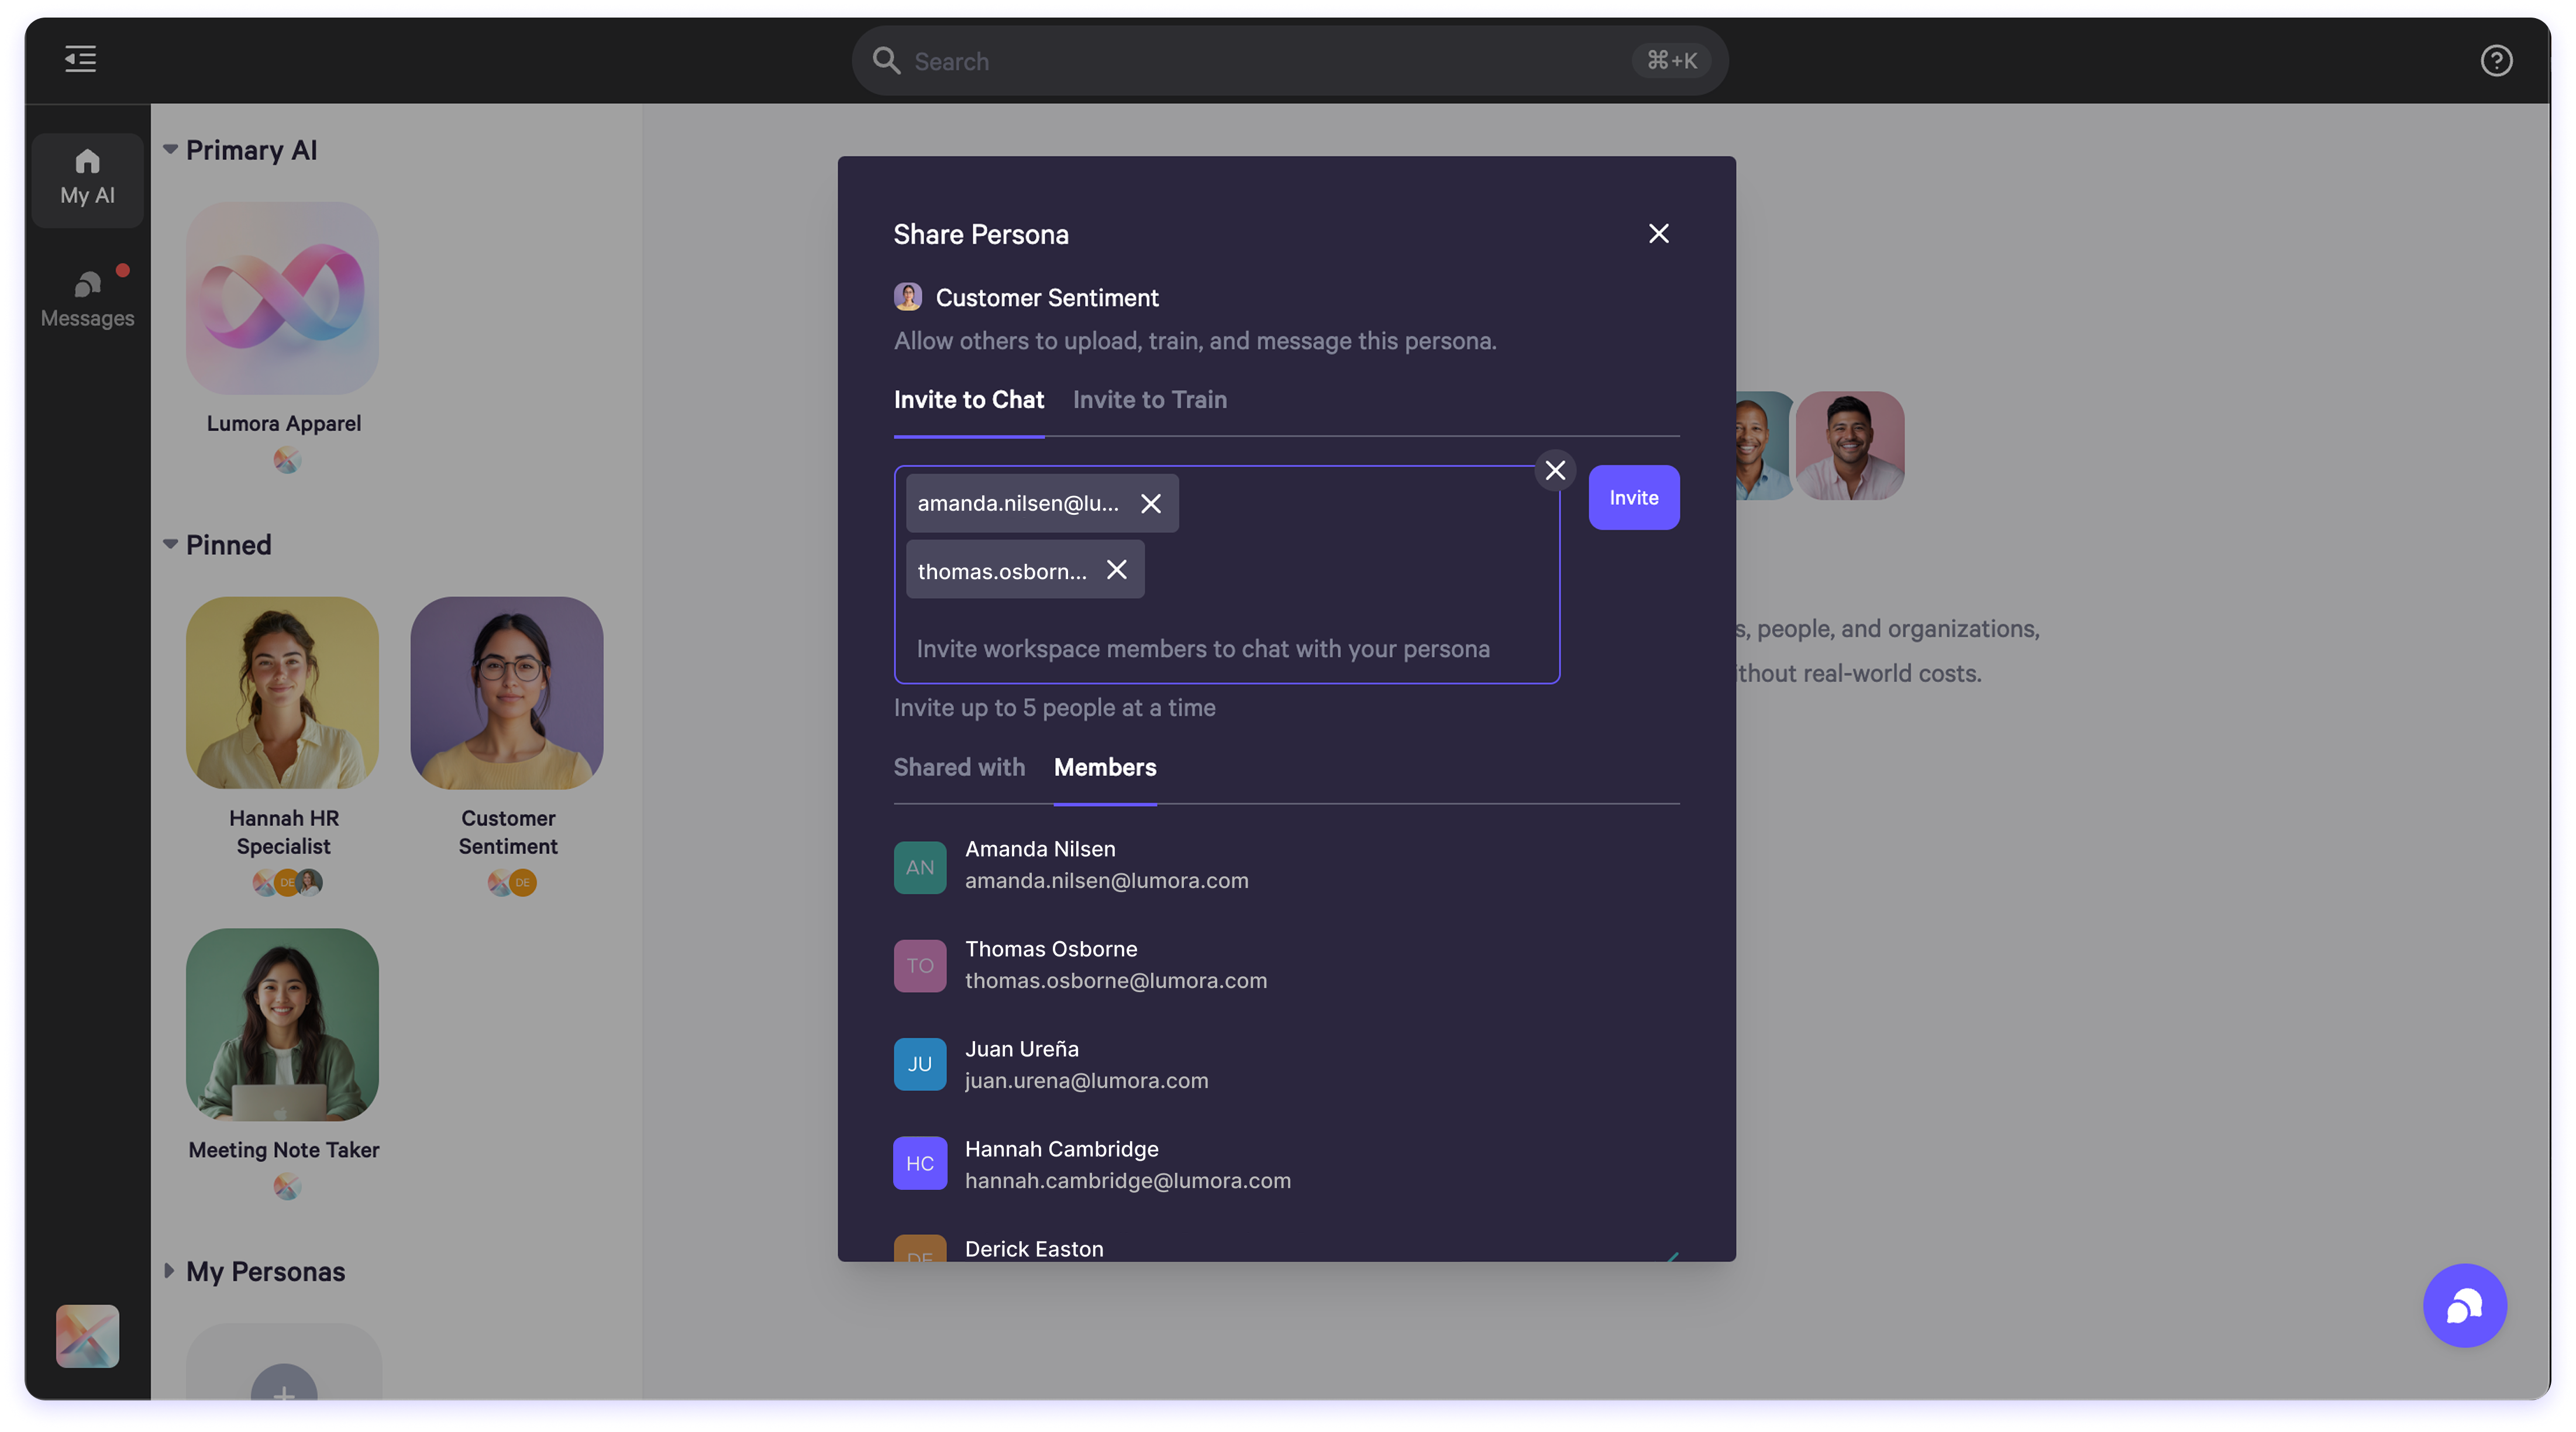 Search
⌘+K
My AI
Messages
Primary AI
Lumora Apparel
Pinned
Hannah HR
Specialist
DE
Customer
Sentiment
DE
Meeting Note Taker
My Personas
Share Persona
Customer Sentiment
Allow others to upload, train, and message this persona.
Invite to Chat
Invite to Train
amanda.nilsen@lu...
thomas.osborn...
Invite workspace members to chat with your persona
Invite
Invite up to 5 people at a time
Shared with
Members
AN
Amanda Nilsen
amanda.nilsen@lumora.com
TO
Thomas Osborne
thomas.osborne@lumora.com
JU
Juan Ureña
juan.urena@lumora.com
HC
Hannah Cambridge
hannah.cambridge@lumora.com
DE
Derick Easton
s, people, and organizations,
ithout real-world costs.